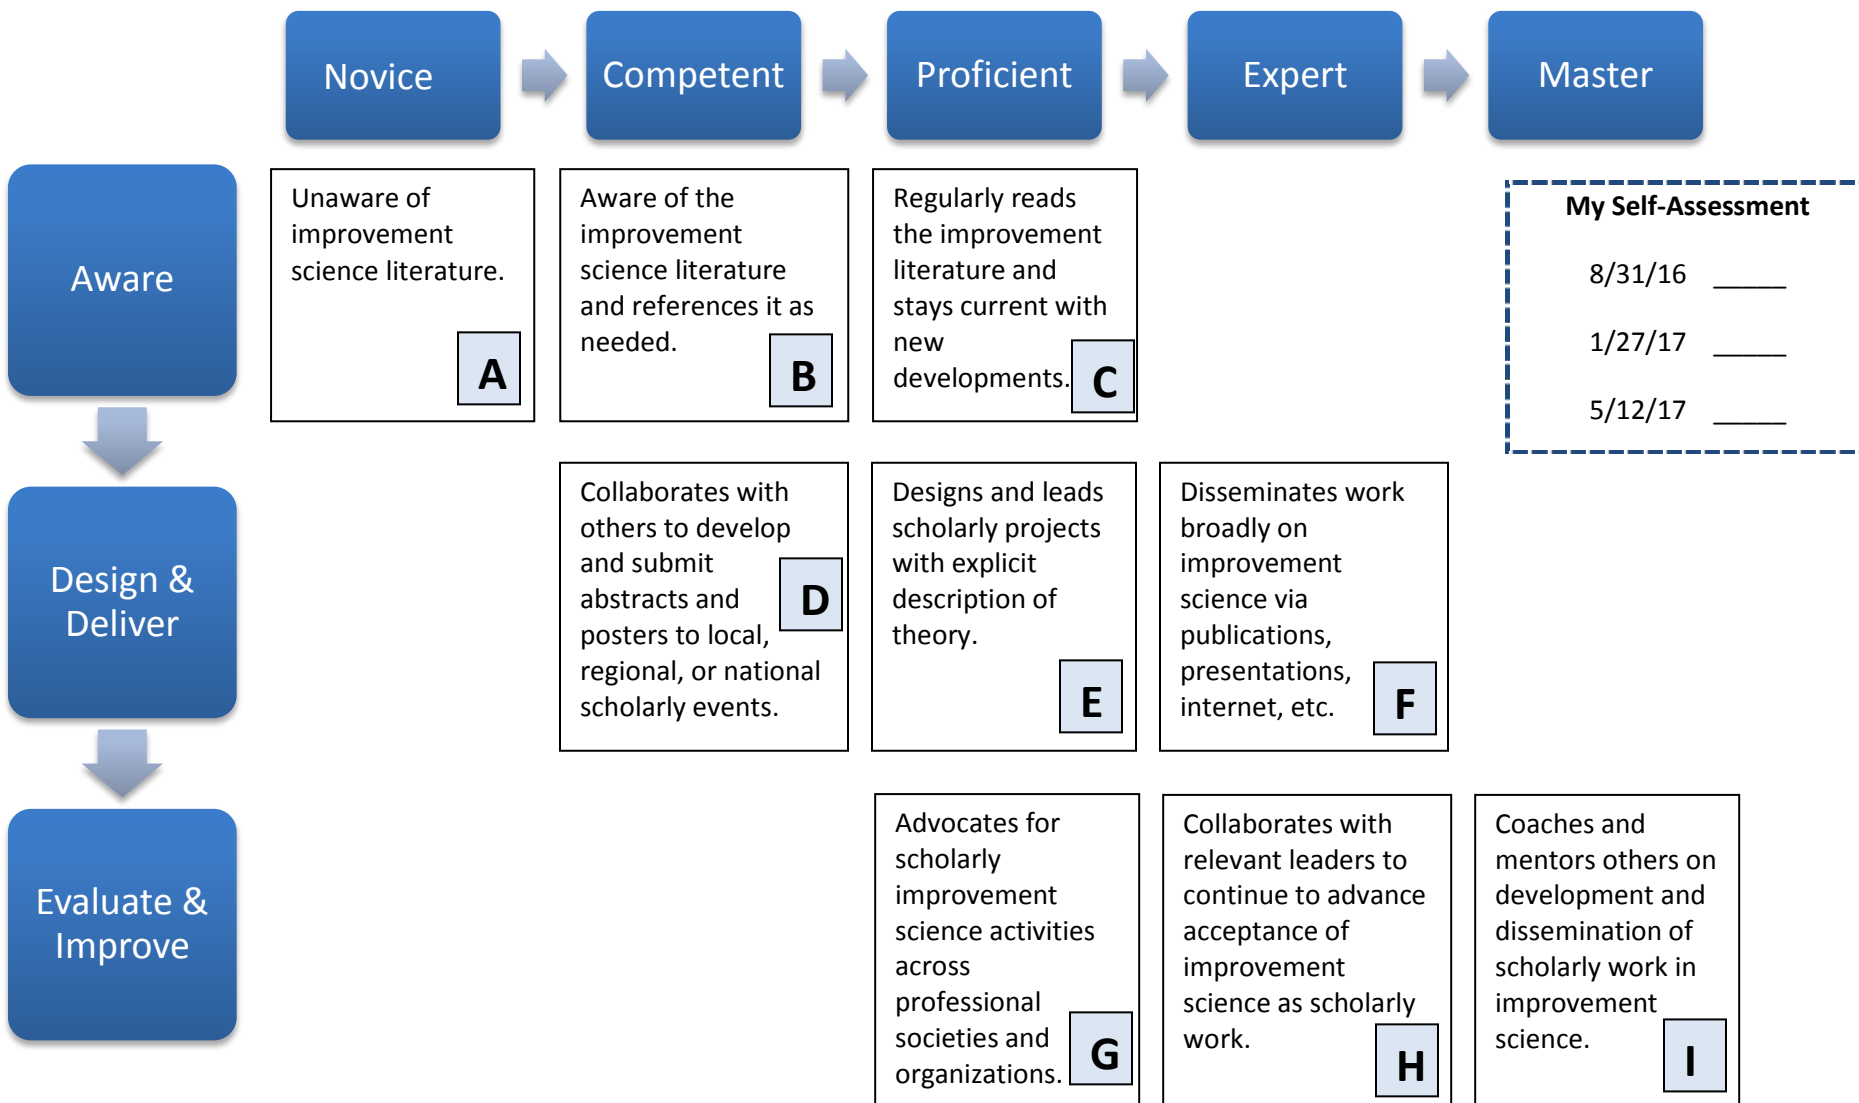 Novice
Competent
Proficient
Expert
Master
Aware
Unaware of
improvement
science literature.
A
Aware of the
improvement
science literature
and references it as
needed.
B
Regularly reads
the improvement
literature and
stays current with
new
developments.
C
My Self-Assessment
8/31/16 _____
1/27/17 _____
5/12/17 _____
Design &
Deliver
Collaborates with
others to develop
and submit
abstracts and
posters to local,
regional, or national
scholarly events.
D
Designs and leads
scholarly projects
with explicit
description of
theory.
E
Disseminates work
broadly on
improvement
science via
publications,
presentations,
internet, etc.
F
Evaluate &
Improve
Advocates for
scholarly
improvement
science activities
across
professional
societies and
organizations.
G
Collaborates with
relevant leaders to
continue to advance
acceptance of
improvement
science as scholarly
work.
H
Coaches and
mentors others on
development and
dissemination of
scholarly work in
improvement
science.
I